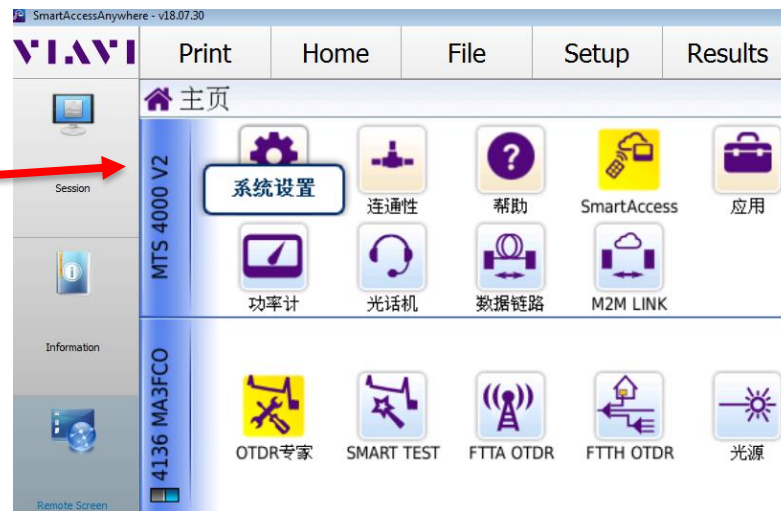 SmartAccessAnywhere - v18.07.30
VIAVI
Print Home File Setup Results
主页
Session
MTS 4000 V2
系统设置
连通性 帮助 SmartAccess 应用
功率计 光话机 数据链路 M2M LINK
Information
4136 MA3FCO
OTDR专家 SMART TEST FTTA OTDR FTTH OTDR 光源
Remote Screen